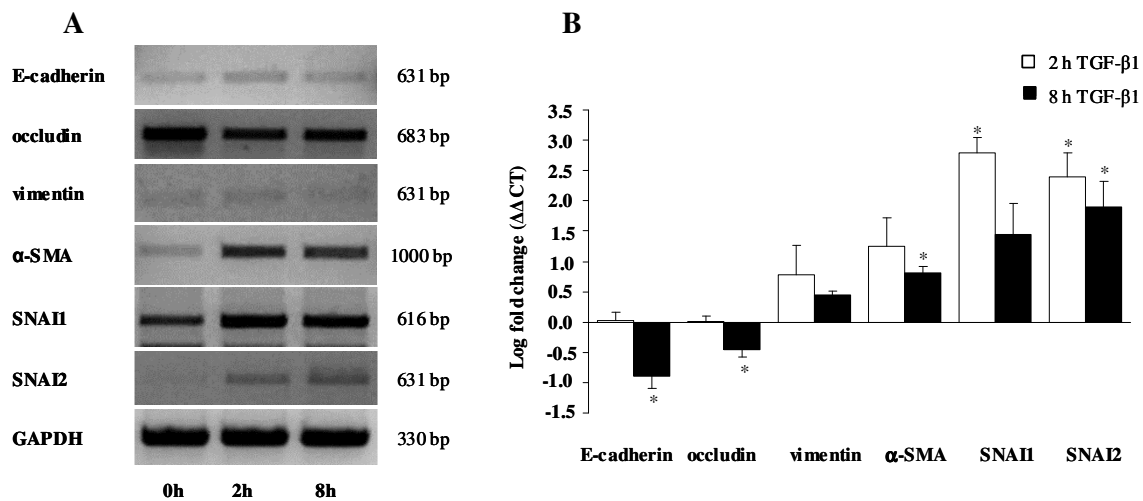 A
E-cadherin 631 bp
occludin 683 bp
vimentin 631 bp
α-SMA 1000 bp
SNAI1 616 bp
SNAI2 631 bp
GAPDH 330 bp
0h 2h 8h
B
2 h TGF-β1
8h TGF-β1
Log fold change (ΔΔCT)
3.5
3.0
2.5
2.0
1.5
1.0
0.5
0.0
-0.5
-1.0
-1.5
* * * * * *
E-cadherin occludin vimentin α-SMA SNAI1 SNAI2